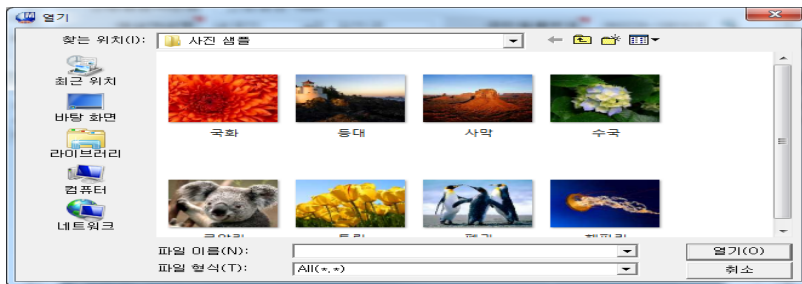 열기
찾는 위치(I):
사진 샘플
최근 위치
바탕 화면
라이브러리
컴퓨터
네트워크
국화
등대
사막
수국
파일 이름(N):
열기(O)
파일 형식(T):
All(*.*)
취소